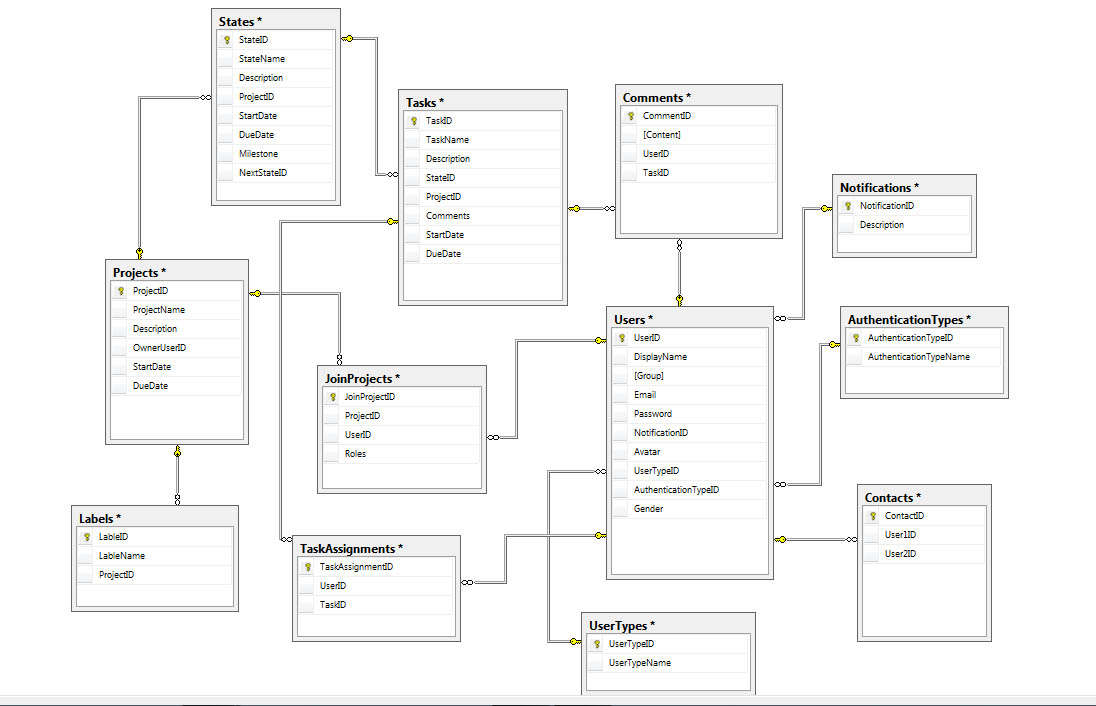 States *
StateID
StateName
Description
ProjectID
StartDate
DueDate
Milestone
NextStateID
Tasks *
TaskID
TaskName
Description
StateID
ProjectID
Comments
StartDate
DueDate
Comments *
CommentID
[Content]
UserID
TaskID
Notifications *
NotificationID
Description
Projects *
ProjectID
ProjectName
Description
OwnerUserID
StartDate
DueDate
JoinProjects *
JoinProjectID
ProjectID
UserID
Roles
Users *
UserID
DisplayName
[Group]
Email
Password
NotificationID
Avatar
UserTypeID
AuthenticationTypeID
Gender
AuthenticationTypes *
AuthenticationTypeID
AuthenticationTypeName
Contacts *
ContactID
User1ID
User2ID
Labels *
LableID
LableName
ProjectID
TaskAssignments *
TaskAssignmentID
UserID
TaskID
UserTypes *
UserTypeID
UserTypeName